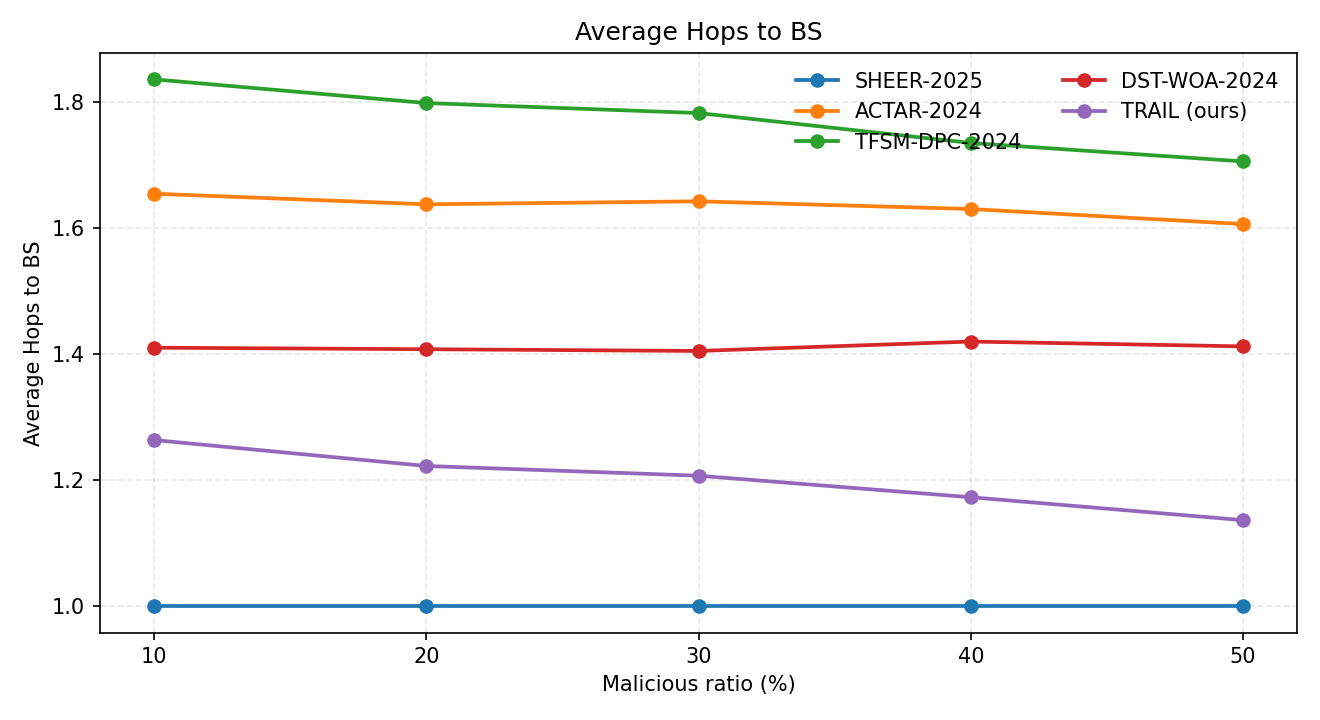 Average Hops to BS
SHEER-2025
ACTAR-2024
TFSM-DPC-2024
DST-WOA-2024
TRAIL (ours)
Average Hops to BS
1.8
1.6
1.4
1.2
1.0
10 20 30 40 50
Malicious ratio (%)